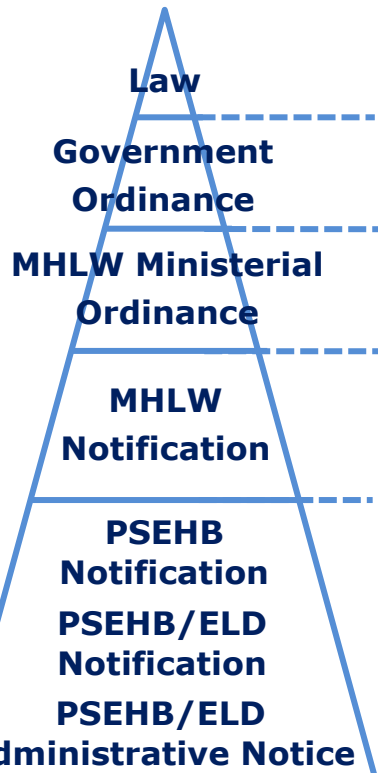 Law
Government
Ordinance
MHLW Ministerial
Ordinance
MHLW
Notification
PSEHB
Notification
PSEHB/ELD
Notification
PSEHB/ELD
dministrative Notice